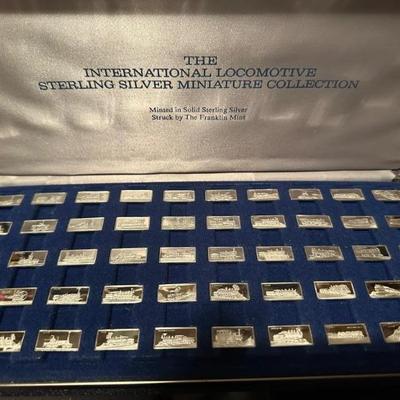 THE
INTERNATIONAL LOCOMOTIVE
STERLING SILVER MINIATURE COLLECTION
Minted in Solid Sterling Silver
Struck by The Franklin Mint